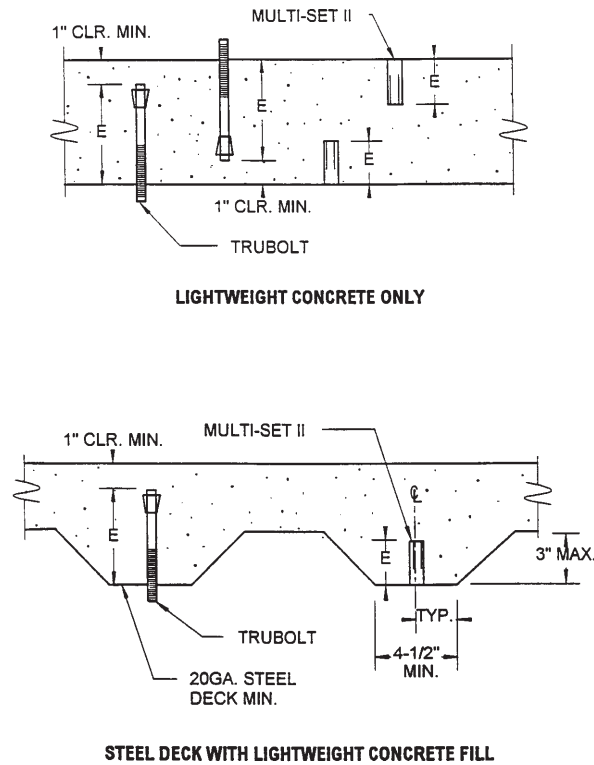 MULTI-SET II
1" CLR. MIN.
E
E
E
E
1" CLR. MIN.
TRUBOLT
LIGHTWEIGHT CONCRETE ONLY
MULTI-SET II
1" CLR. MIN.
℄
E
E
3" MAX.
TYP.
TRUBOLT
4-1/2"
MIN.
20GA. STEEL
DECK MIN.
STEEL DECK WITH LIGHTWEIGHT CONCRETE FILL